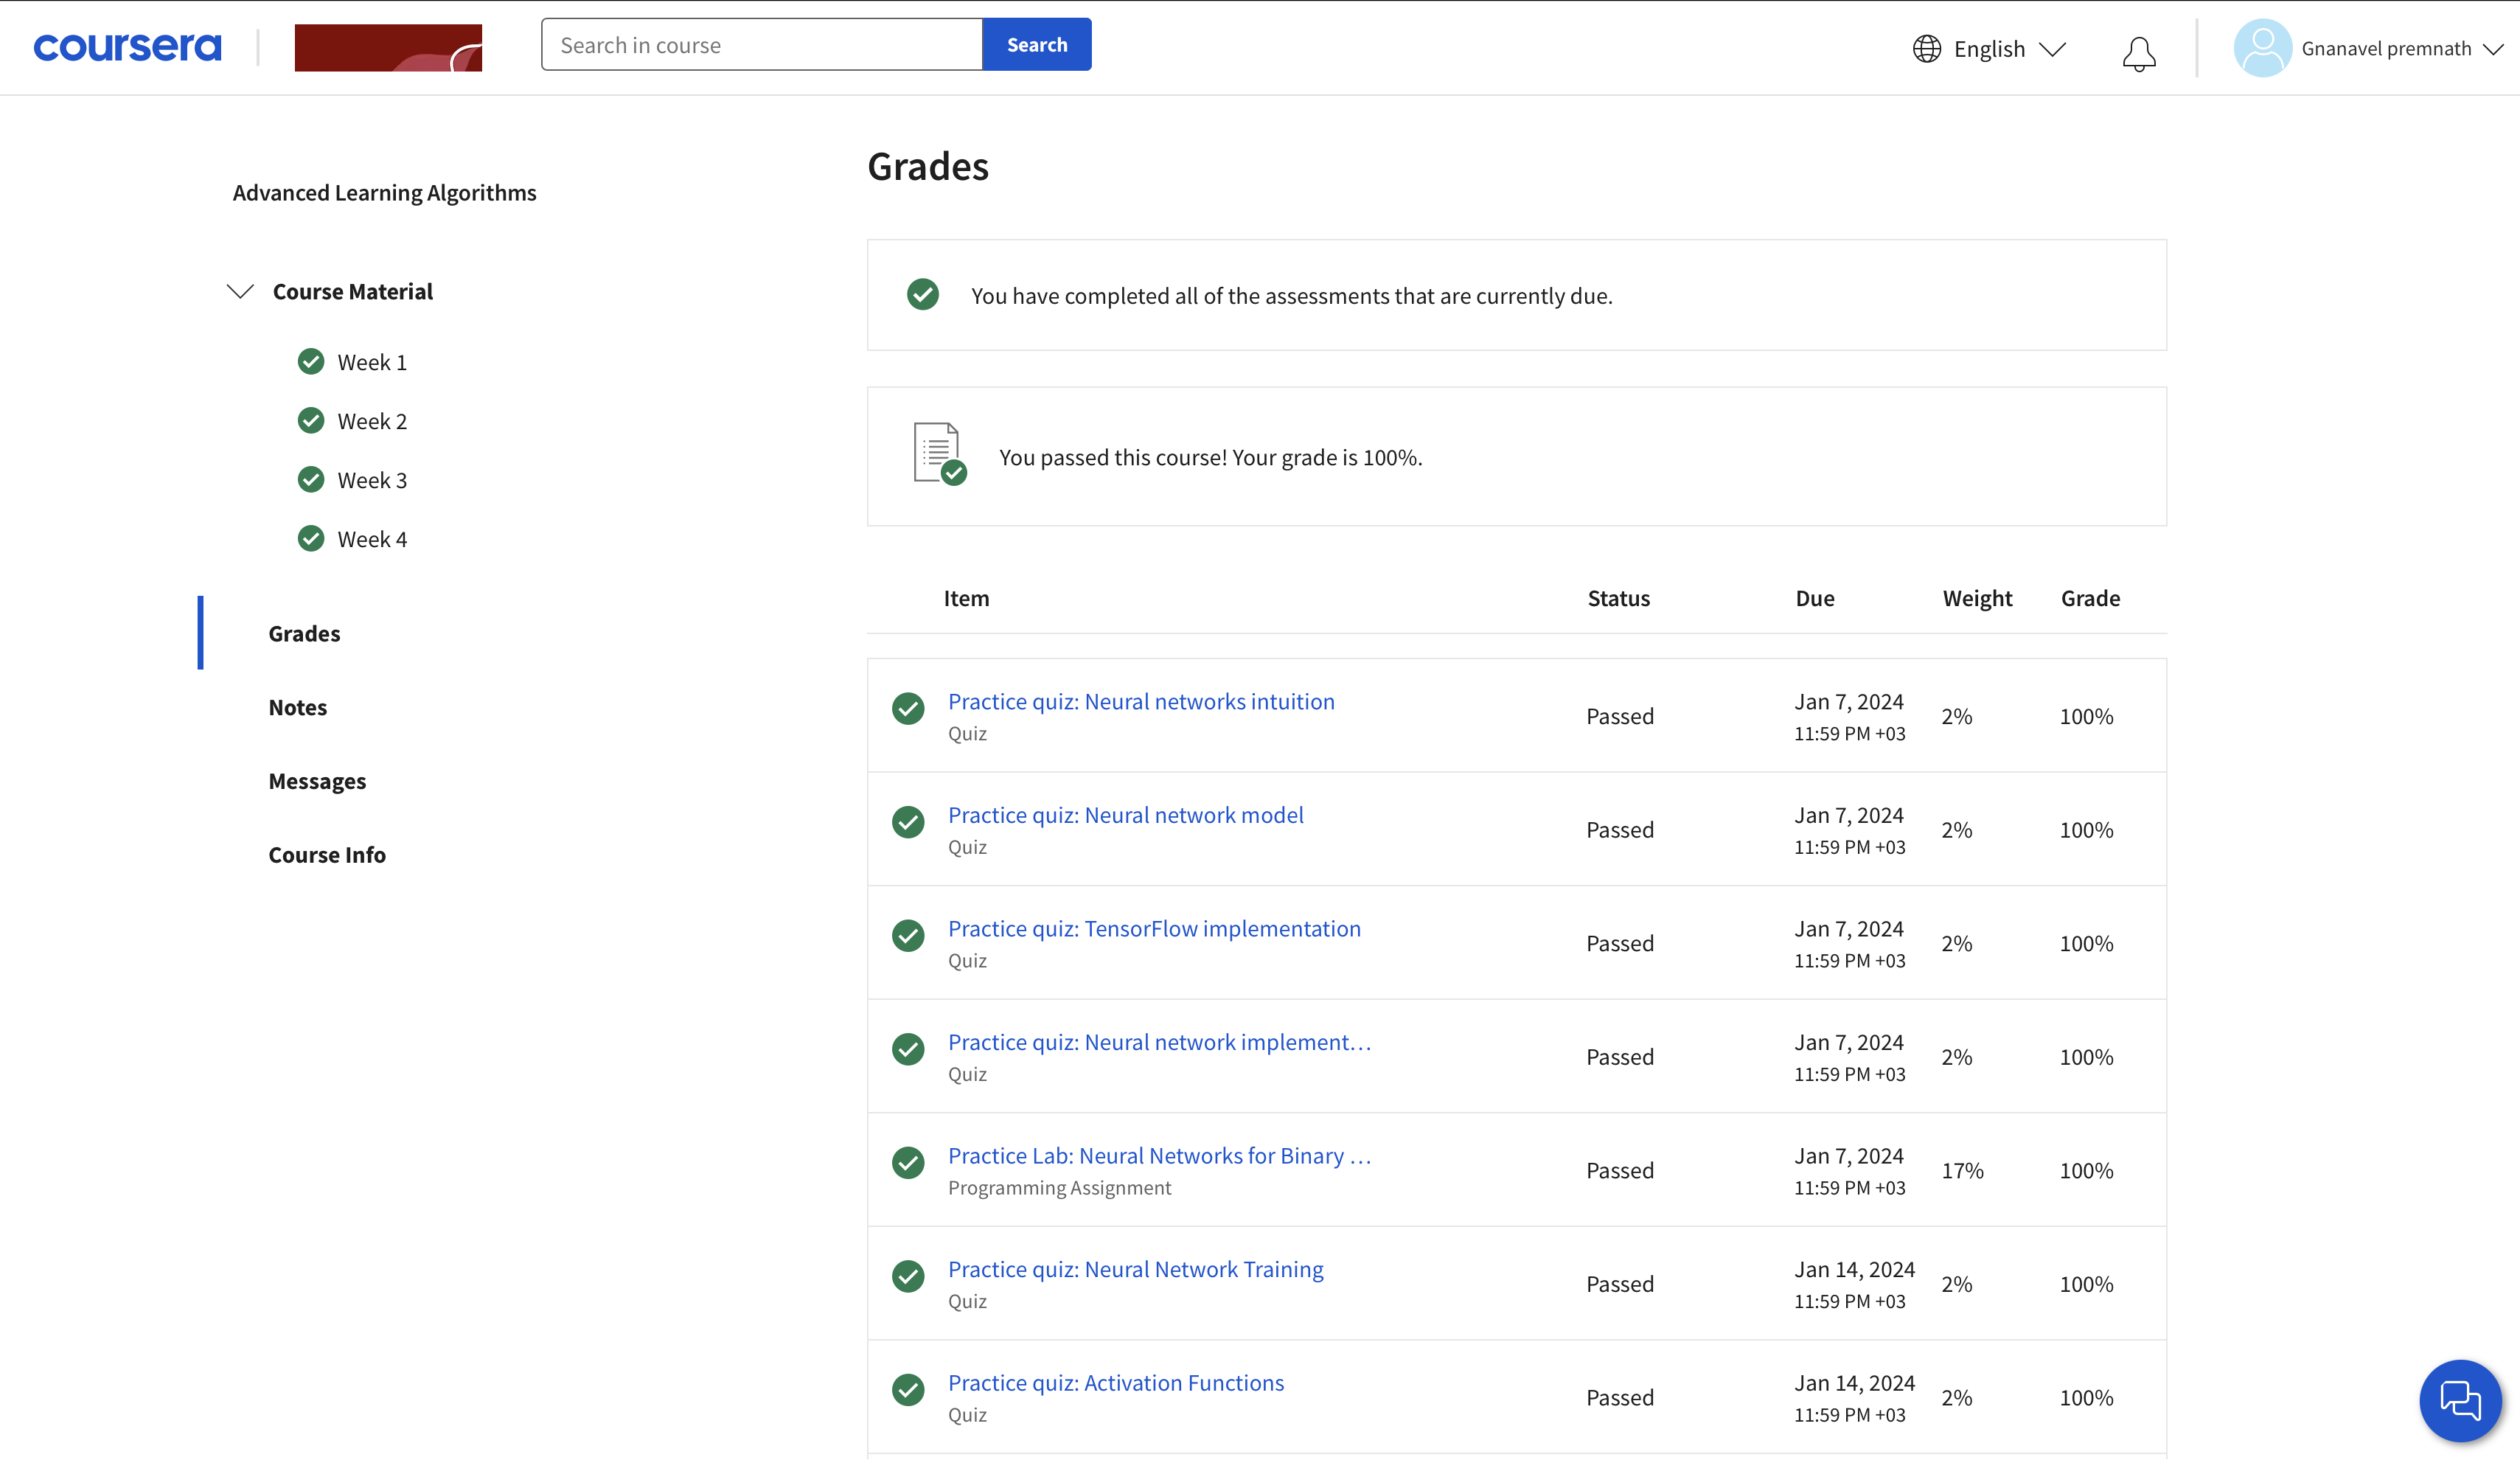 coursera
Search in course
Search
English
Gnanavel premnath
Advanced Learning Algorithms
Course Material
Week 1
Week 2
Week 3
Week 4
Grades
Notes
Messages
Course Info
Grades
You have completed all of the assessments that are currently due.
You passed this course! Your grade is 100%.
Item Status Due Weight Grade
Practice quiz: Neural networks intuition
Quiz
Passed
Jan 7, 2024
11:59 PM +03
2%
100%
Practice quiz: Neural network model
Quiz
Passed
Jan 7, 2024
11:59 PM +03
2%
100%
Practice quiz: TensorFlow implementation
Quiz
Passed
Jan 7, 2024
11:59 PM +03
2%
100%
Practice quiz: Neural network implement…
Quiz
Passed
Jan 7, 2024
11:59 PM +03
2%
100%
Practice Lab: Neural Networks for Binary …
Programming Assignment
Passed
Jan 7, 2024
11:59 PM +03
17%
100%
Practice quiz: Neural Network Training
Quiz
Passed
Jan 14, 2024
11:59 PM +03
2%
100%
Practice quiz: Activation Functions
Quiz
Passed
Jan 14, 2024
11:59 PM +03
2%
100%